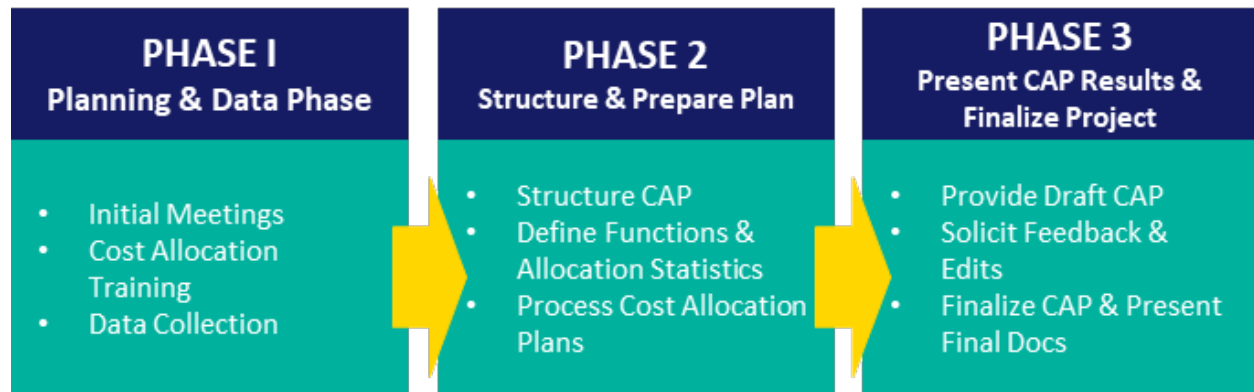 PHASE I
Planning & Data Phase
• Initial Meetings
• Cost Allocation
Training
• Data Collection
PHASE 2
Structure & Prepare Plan
• Structure CAP
• Define Functions &
Allocation Statistics
• Process Cost Allocation
Plans
PHASE 3
Present CAP Results &
Finalize Project
• Provide Draft CAP
• Solicit Feedback &
Edits
• Finalize CAP & Present
Final Docs